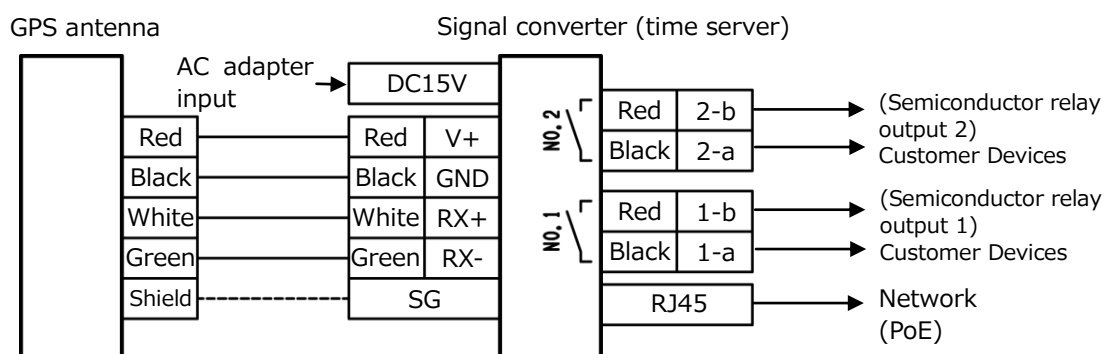 GPS antenna
Signal converter (time server)
AC adapter
input
DC15V
Red
Red V+
Black
Black GND
White
White RX+
Green
Green RX-
Shield
SG
NO.2
Red 2-b
Black 2-a
(Semiconductor relay
output 2)
Customer Devices
NO.1
Red 1-b
Black 1-a
(Semiconductor relay
output 1)
Customer Devices
RJ45
Network
(PoE)